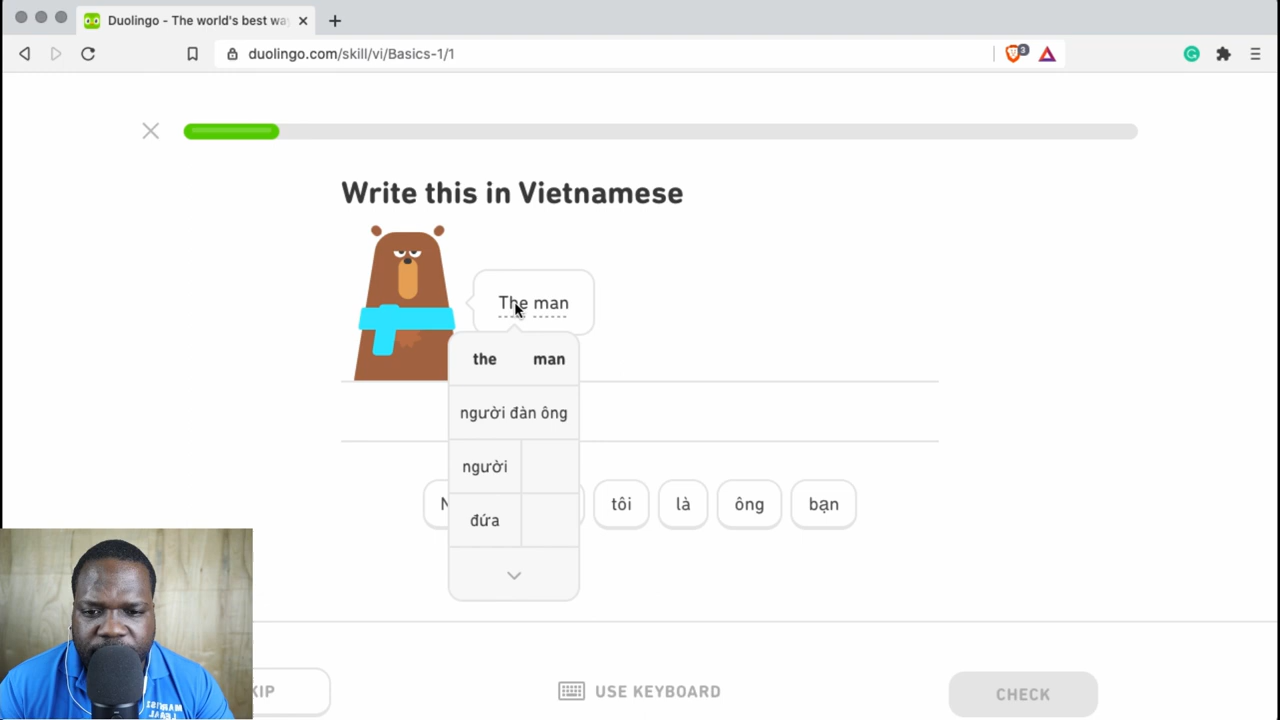 Duolingo - The world's best wa
duolingo.com/skill/vi/Basics-1/1
3
Write this in Vietnamese
The man
the man
người đàn ông
người
đứa
tôi
là
ông
bạn
USE KEYBOARD
CHECK